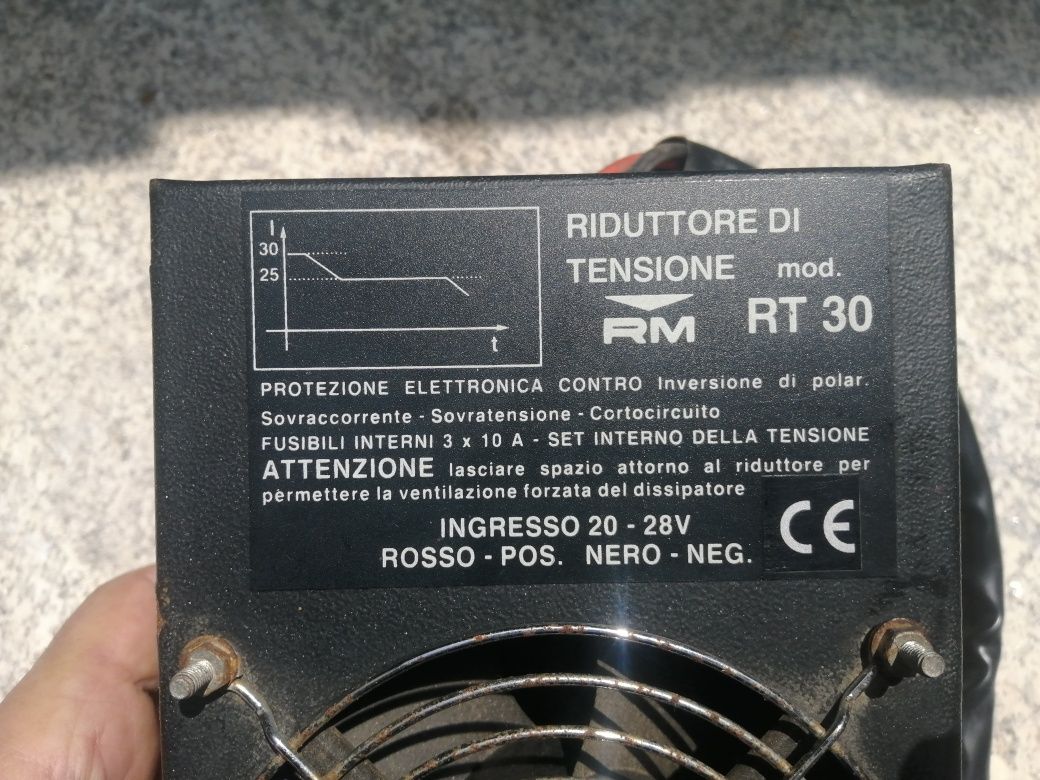 I
30
25
t
RIDUTTORE DI
TENSIONE mod.
RM RT 30
PROTEZIONE ELETTRONICA CONTRO Inversione di polar.
Sovraccorrente - Sovratensione - Cortocircuito
FUSIBILI INTERNI 3 x 10 A - SET INTERNO DELLA TENSIONE
ATTENZIONE lasciare spazio attorno al riduttore per
permettere la ventilazione forzata del dissipatore
INGRESSO 20 - 28V
ROSSO - POS. NERO - NEG.
CE